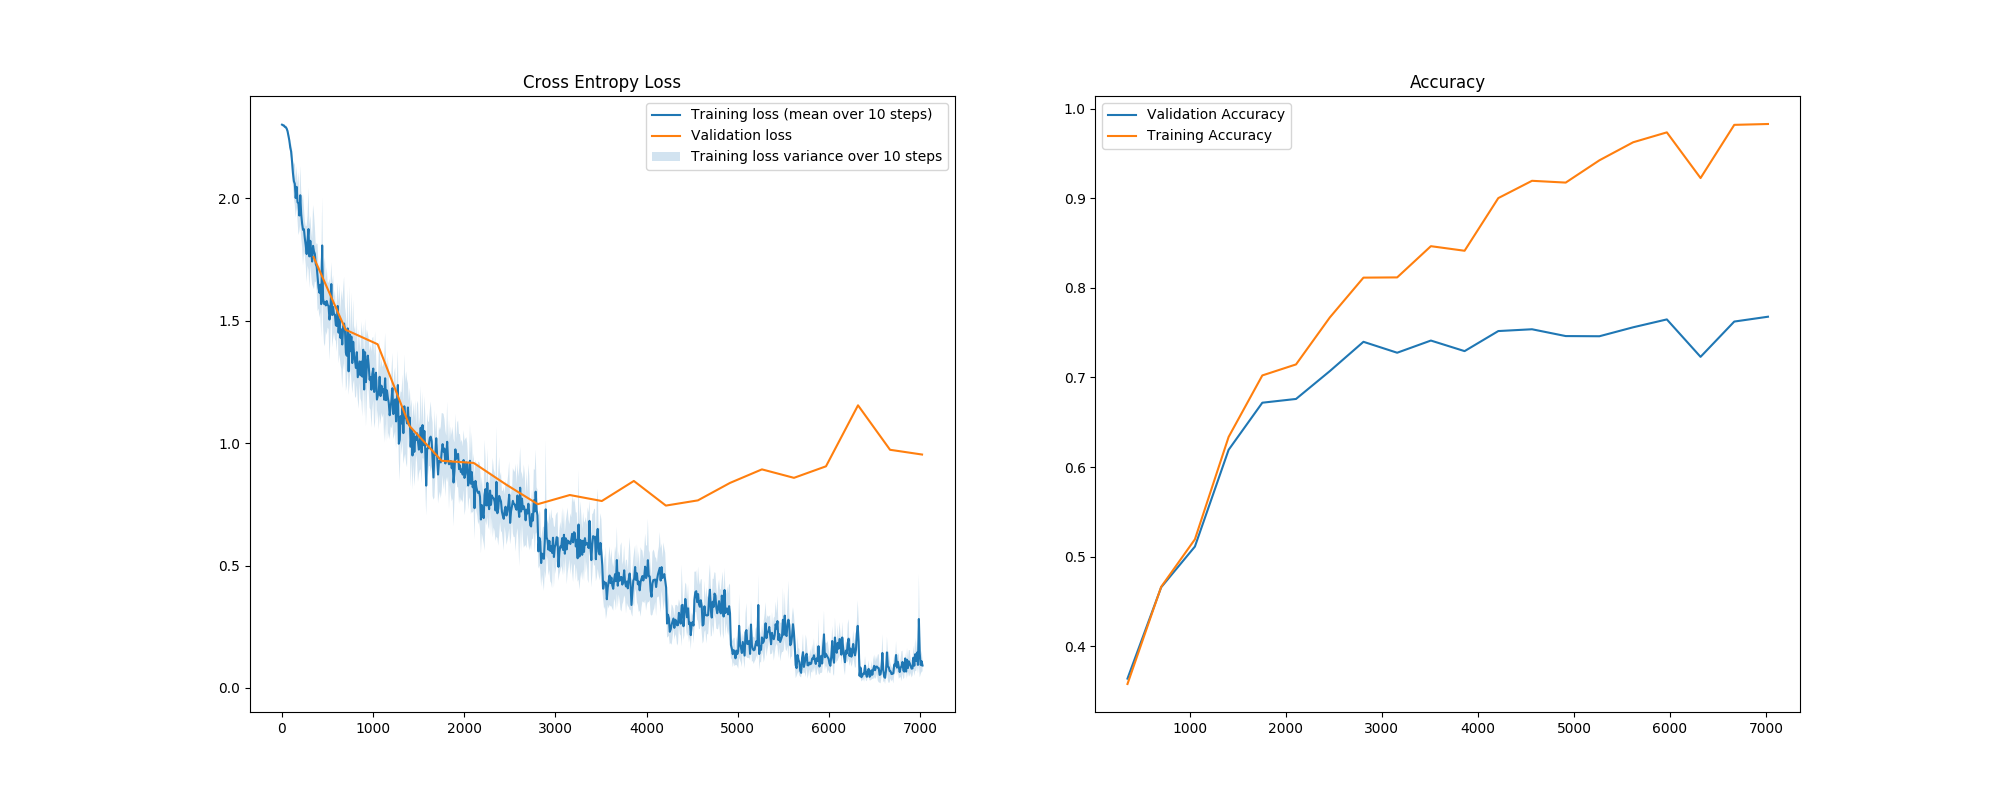 Cross Entropy Loss
Training loss (mean over 10 steps)
Validation loss
Training loss variance over 10 steps
2.0
1.5
1.0
0.5
0.0
0 1000 2000 3000 4000 5000 6000 7000
Accuracy
Validation Accuracy
Training Accuracy
1.0
0.9
0.8
0.7
0.6
0.5
0.4
1000 2000 3000 4000 5000 6000 7000